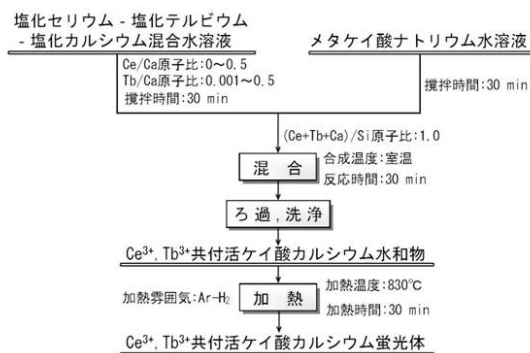 塩化セリウム‐塩化テルビウム
‐塩化カルシウム混合水溶液
メタケイ酸ナトリウム水溶液
Ce/Ca原子比:0～0.5
Tb/Ca原子比:0.001～0.5
撹拌時間:30 min
撹拌時間:30 min
(Ce+Tb+Ca)/Si原子比:1.0
混 合
合成温度:室温
反応時間:30 min
ろ過,洗浄
Ce³⁺, Tb³⁺共付活ケイ酸カルシウム水和物
加熱雰囲気:Ar-H₂
加 熱
加熱温度:830℃
加熱時間:30 min
Ce³⁺, Tb³⁺共付活ケイ酸カルシウム蛍光体